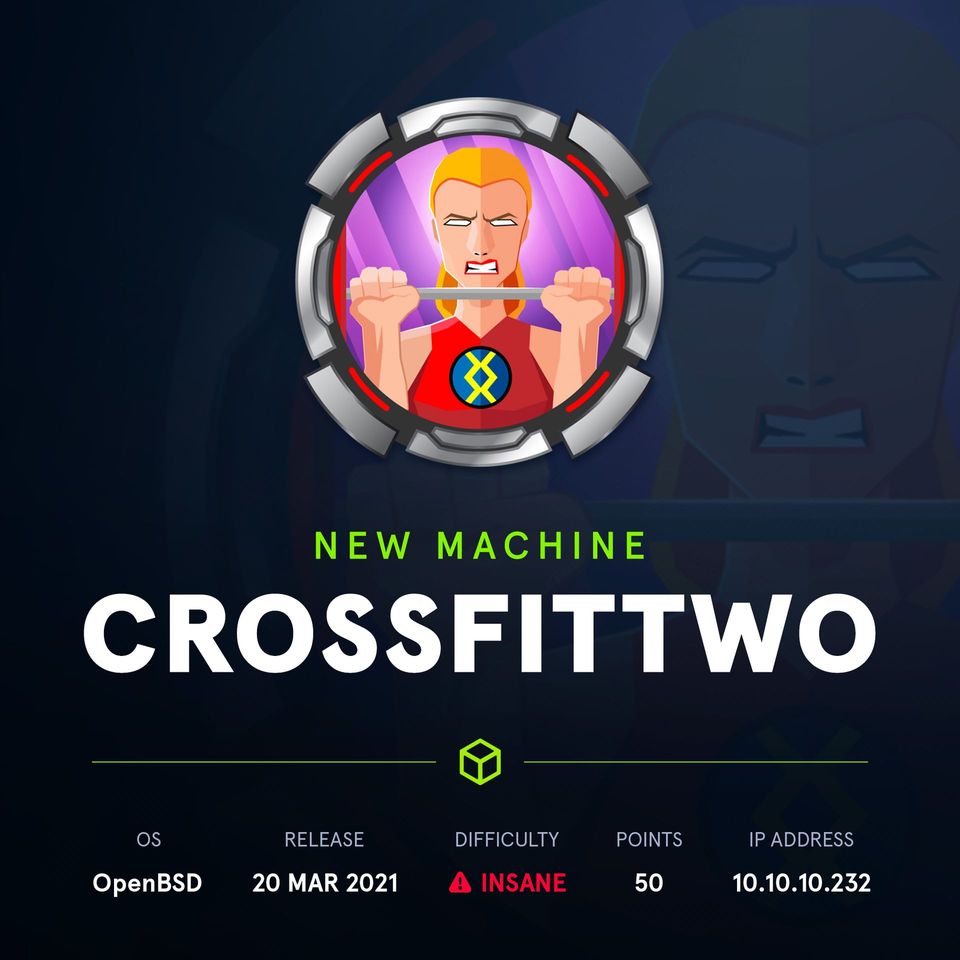 NEW MACHINE
CROSSFITTWO
OS RELEASE DIFFICULTY POINTS IP ADDRESS
OpenBSD 20 MAR 2021 INSANE 50 10.10.10.232